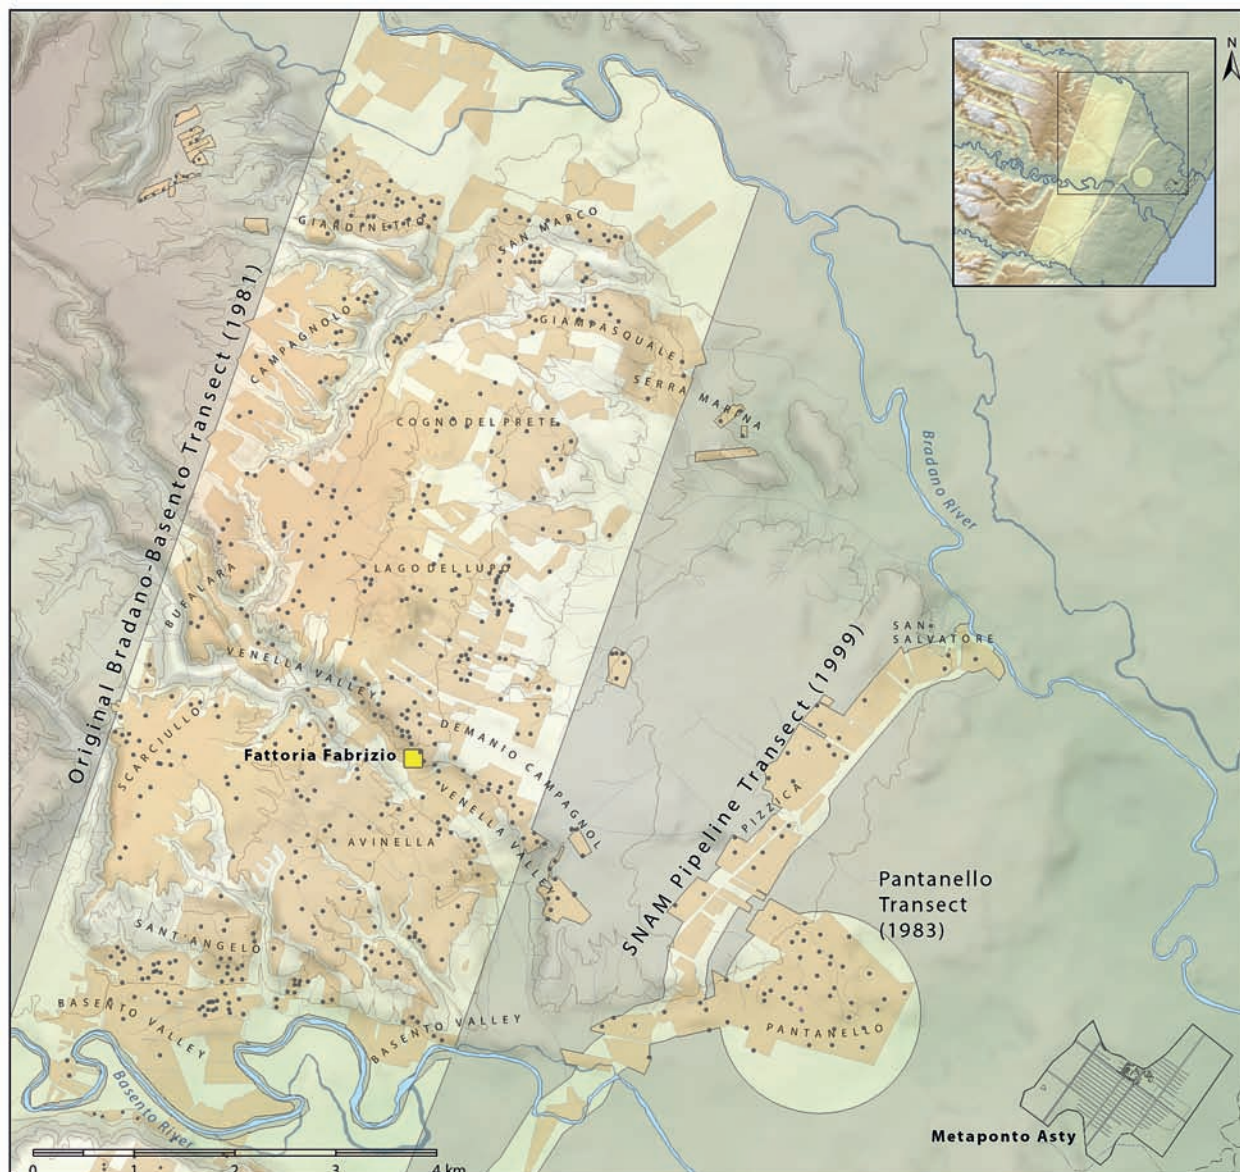 N
GIARDINETTO
SAN MARCO
Original Bradano-Basento Transect (1981)
CAMPAGNOLO
GIAMPASQUALE
SERRA MARINA
COGNO DEL PRETE
Bradano River
BUFALARA
LAGO DEL LUPO
VENELLA VALLEY
SAN
SALVATORE
SNAM Pipeline Transect (1999)
SCARCIULLO
DEMANIO CAMPAGNOL
Fattoria Fabrizio
VENELLA VALLEY
PIZZICA
AVINELLA
Pantanello
Transect
(1983)
SANT'ANGELO
BASENTO VALLEY
BASENTO VALLEY
PANTANELLO
Basento River
Metaponto Asty
0 1 2 3 4 km